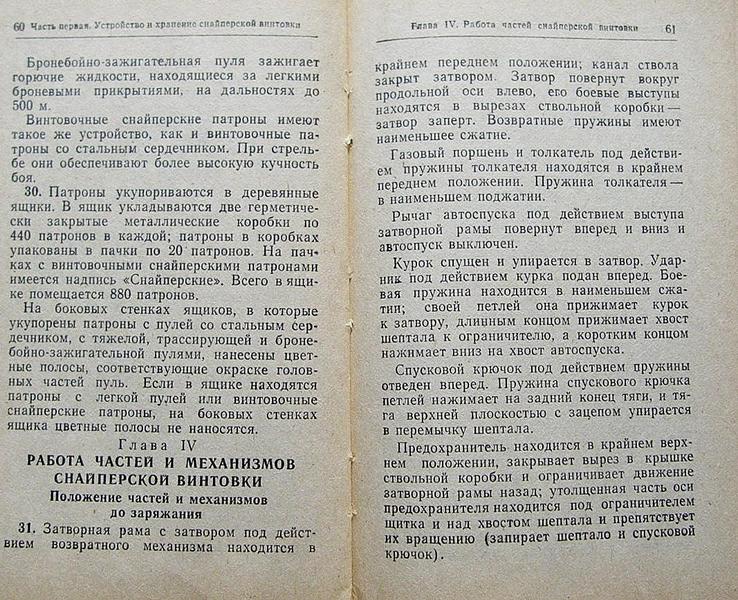 60 Часть первая. Устройство и хранение снайперской винтовки
Бронебойно-зажигательная пуля зажигает
горючие жидкости, находящиеся за легкими
броневыми прикрытиями, на дальностях до
500 м.
Винтовочные снайперские патроны имеют
такое же устройство, как и винтовочные па-
троны со стальным сердечником. При стрель-
бе они обеспечивают более высокую кучность
боя.
30. Патроны укупориваются в деревянные
ящики. В ящик укладываются две герметиче-
ски закрытые металлические коробки по
440 патронов в каждой; патроны в коробках
упакованы в пачки по 20 патронов. На пач-
ках с винтовочными снайперскими патронами
имеется надпись «Снайперские». Всего в ящи-
ке помещается 880 патронов.
На боковых стенках ящиков, в которые
укупорены патроны с пулей со стальным сер-
дечником, с тяжелой, трассирующей и броне-
бойно-зажигательной пулями, нанесены цвет-
ные полосы, соответствующие окраске голов-
ных частей пуль. Если в ящике находятся
патроны с легкой пулей или винтовочные
снайперские патроны, на боковых стенках
ящика цветные полосы не наносятся.
Глава IV
РАБОТА ЧАСТЕЙ И МЕХАНИЗМОВ
СНАЙПЕРСКОЙ ВИНТОВКИ
Положение частей и механизмов
до заряжания
31. Затворная рама с затвором под дейст-
вием возвратного механизма находится в
Глава IV. Работа частей снайперской винтовки 61
крайнем переднем положении; канал ствола
закрыт затвором. Затвор повернут вокруг
продольной оси влево, его боевые выступы
находятся в вырезах ствольной коробки —
затвор заперт. Возвратные пружины имеют
наименьшее сжатие.
Газовый поршень и толкатель под действи-
ем пружины толкателя находятся в крайнем
переднем положении. Пружина толкателя —
в наименьшем поджатии.
Рычаг автоспуска под действием выступа
затворной рамы повернут вперед и вниз и
автоспуск выключен.
Курок спущен и упирается в затвор. Удар-
ник под действием курка подан вперед. Бое-
вая пружина находится в наименьшем сжа-
тии; своей петлей она прижимает курок
к затвору, длинным концом прижимает хвост
шептала к ограничителю, а коротким концом
нажимает вниз на хвост автоспуска.
Спусковой крючок под действием пружины
отведен вперед. Пружина спускового крючка
петлей нажимает на задний конец тяги, и тя-
га верхней плоскостью с зацепом упирается
в перемычку шептала.
Предохранитель находится в крайнем верх-
нем положении, закрывает вырез в крышке
ствольной коробки и ограничивает движение
затворной рамы назад; утолщенная часть оси
предохранителя находится под ограничителем
щитка и над хвостом шептала и препятствует
их вращению (запирает шептало и спусковой
крючок).